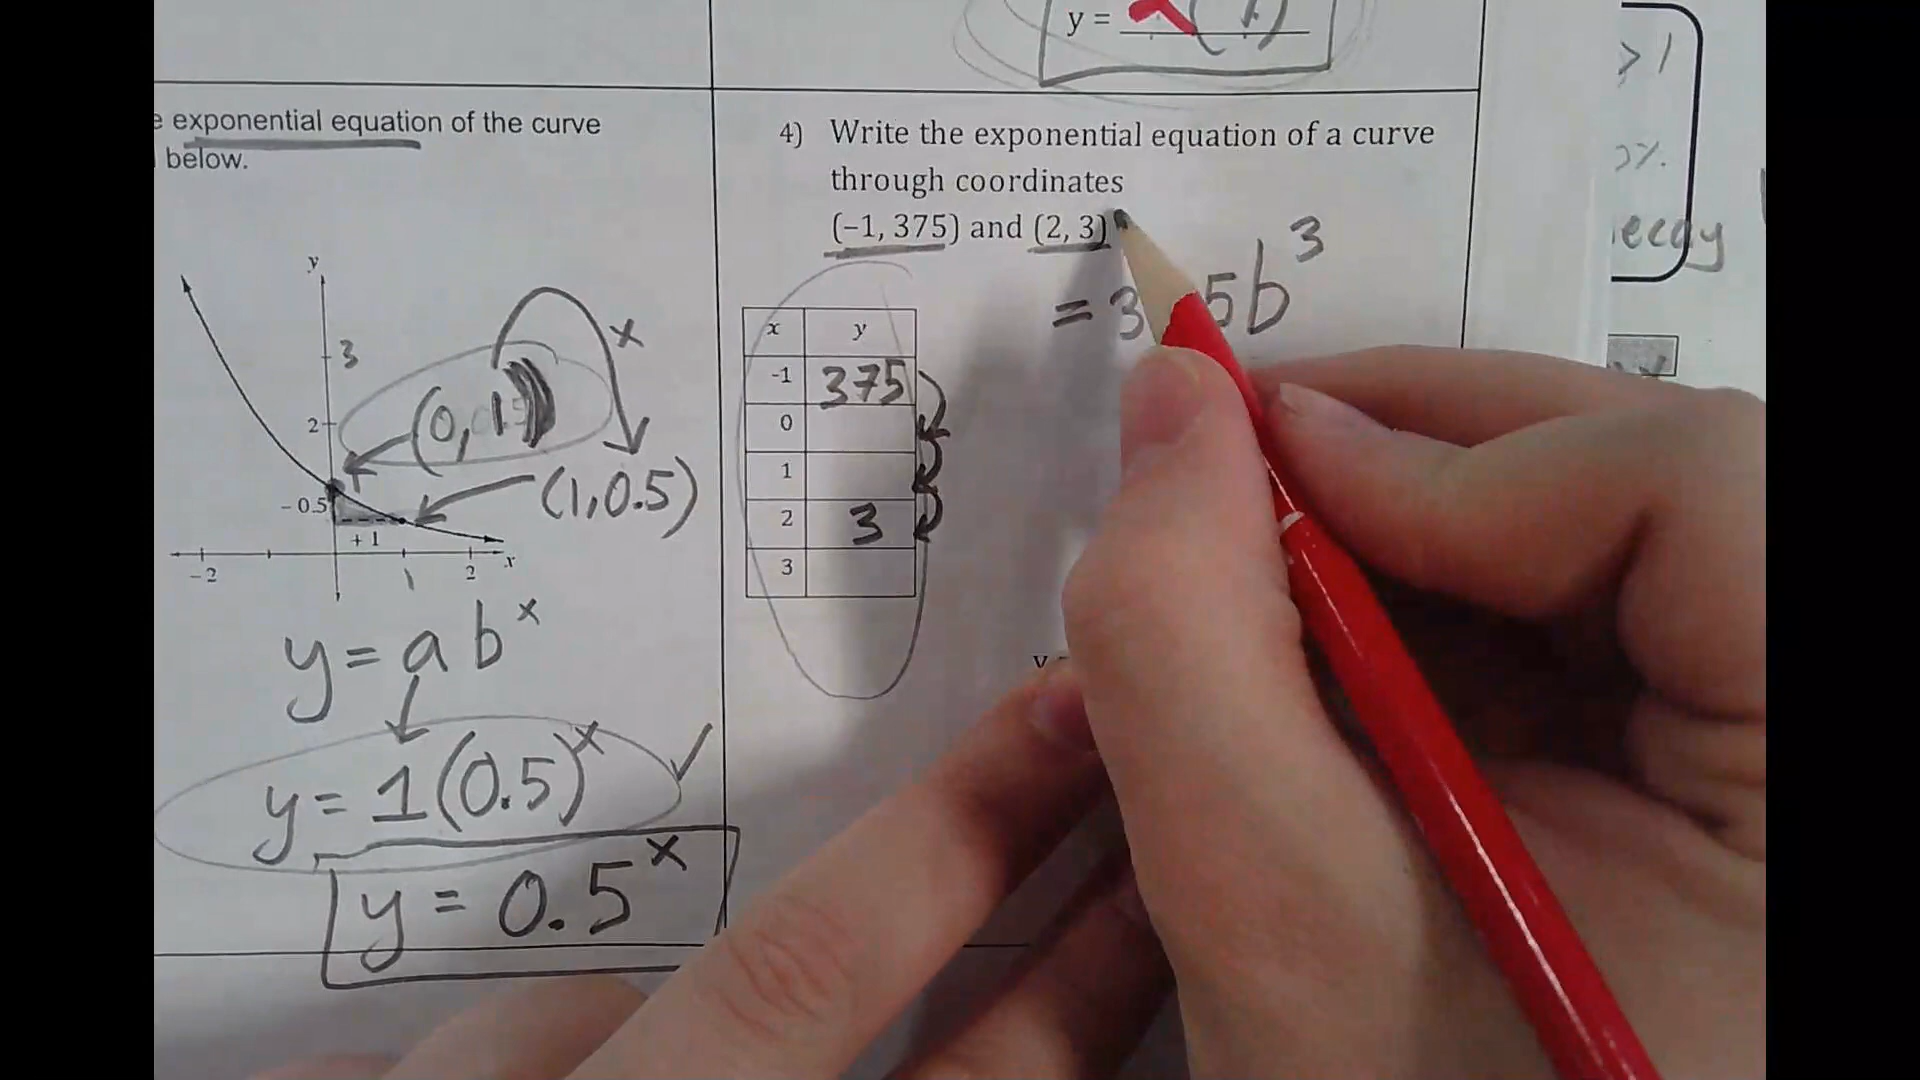 y =
> 1
exponential equation of the curve
below.
y
3
2
(0, 1)
x
(1, 0.5)
- 0.5
+ 1
- 2
1
2
x
y = a b^x
y = 1(0.5)^x ✓
y = 0.5^x
4) Write the exponential equation of a curve
through coordinates
(−1, 375) and (2, 3)
= 375b^3
x y
-1 375
0
1
2 3
3
%.